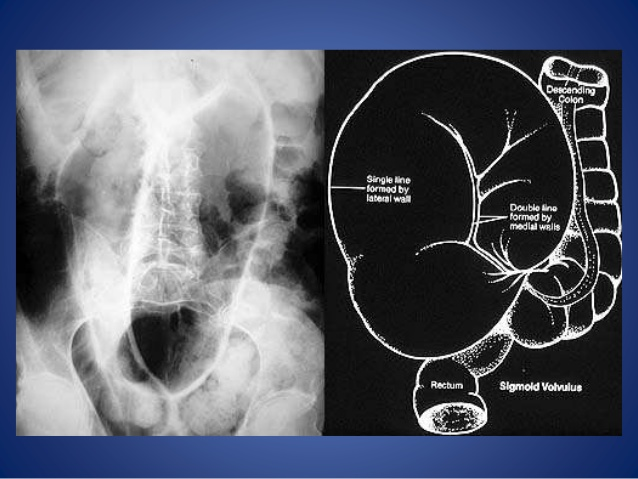 Descending
Colon
Single line
formed by
lateral wall
Double line
formed by
medial walls
Rectum
Sigmoid Volvulus